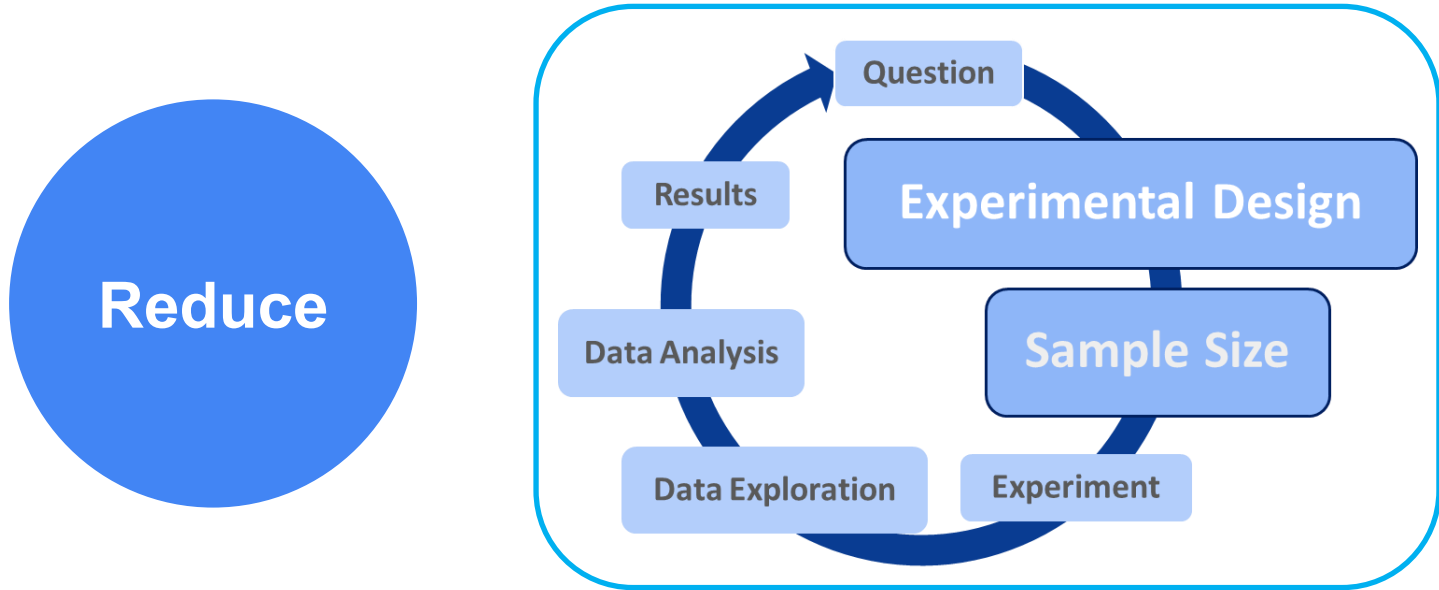 Reduce
Question
Experimental Design
Sample Size
Experiment
Data Exploration
Data Analysis
Results